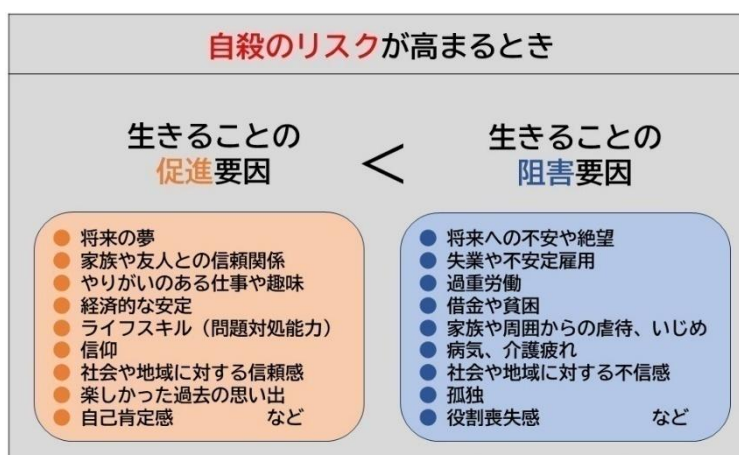 自殺のリスクが高まるとき
生きることの
促進要因
<
生きることの
阻害要因
● 将来の夢
● 家族や友人との信頼関係
● やりがいのある仕事や趣味
● 経済的な安定
● ライフスキル（問題対処能力）
● 信仰
● 社会や地域に対する信頼感
● 楽しかった過去の思い出
● 自己肯定感 など
● 将来への不安や絶望
● 失業や不安定雇用
● 過重労働
● 借金や貧困
● 家族や周囲からの虐待、いじめ
● 病気、介護疲れ
● 社会や地域に対する不信感
● 孤独
● 役割喪失感 など